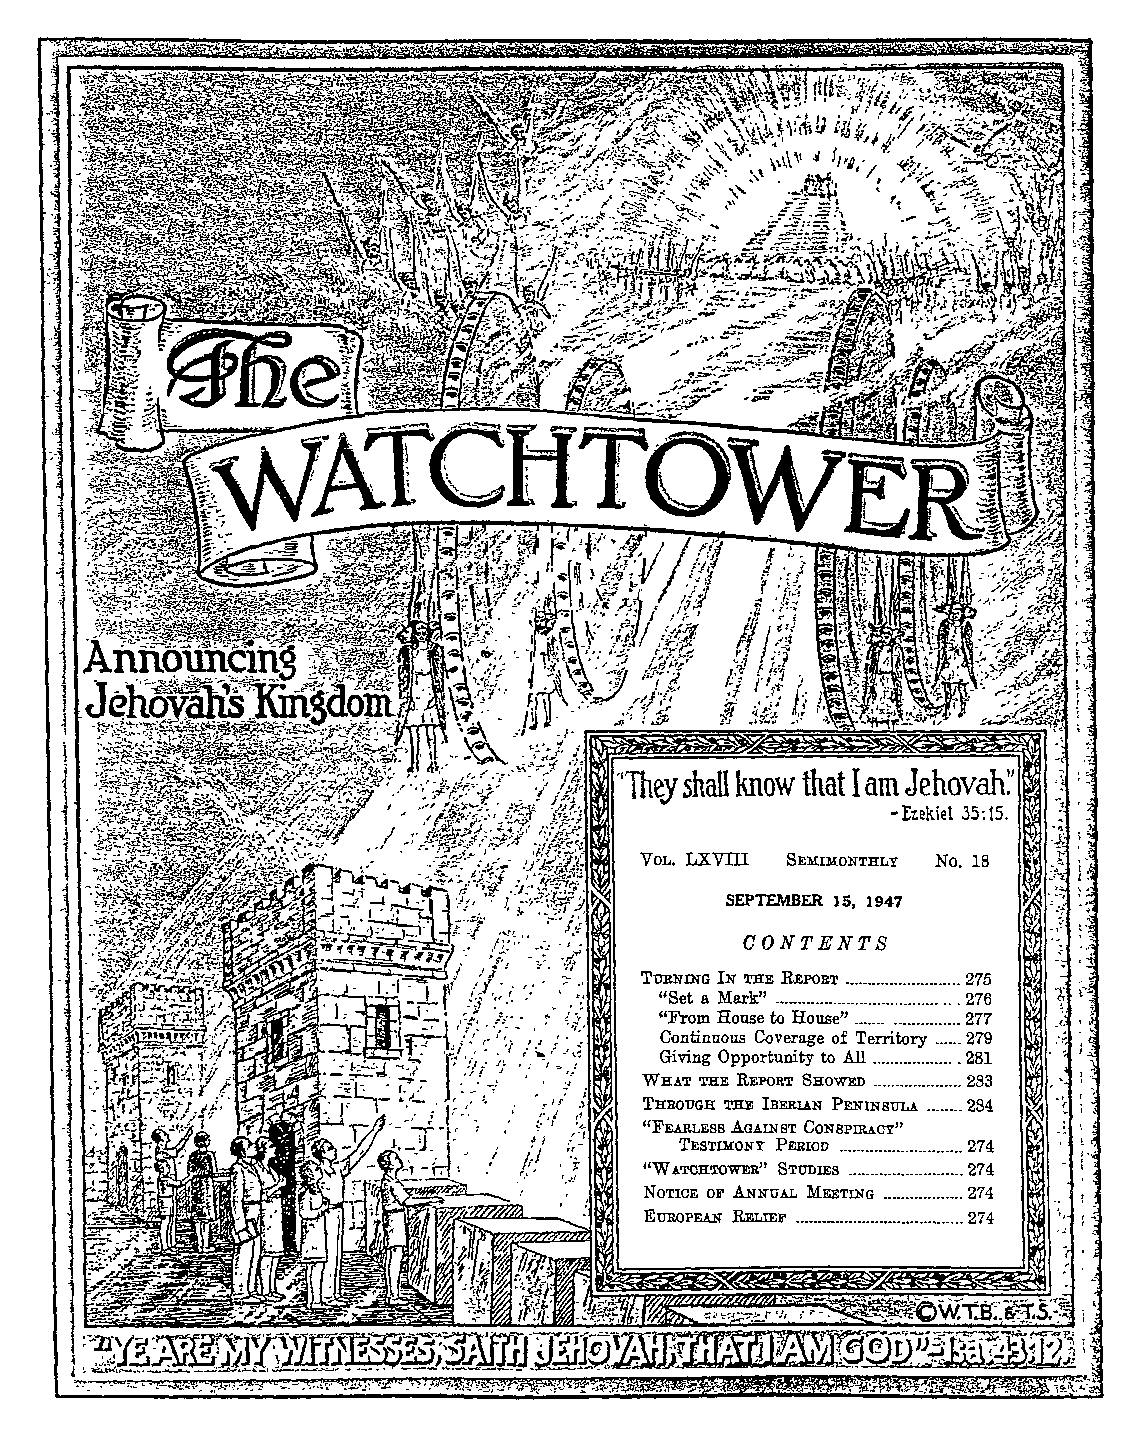 The
WATCHTOWER
Announcing
Jehovah's Kingdom
"They shall know that I am Jehovah."
-Ezekiel 35:15.
VOL. LXVIII SEMIMONTHLY No. 18
SEPTEMBER 15, 1947
CONTENTS
TURNING IN THE REPORT ........................ 275
"Set a Mark" ........................................ 276
"From House to House" ...... .............. 277
Continuous Coverage of Territory ...... 279
Giving Opportunity to All .................. 281
WHAT THE REPORT SHOWED .................. 283
THROUGH THE IBERIAN PENINSULA ........ 284
"FEARLESS AGAINST CONSPIRACY"
TESTIMONY PERIOD .......................... 274
"WATCHTOWER" STUDIES ........................ 274
NOTICE OF ANNUAL MEETING ................. 274
EUROPEAN RELIEF .................................... 274
©W.T.B. & T.S.
"YE ARE MY WITNESSES, SAITH JEHOVAH, THAT I AM GOD"-Isa. 43:12.